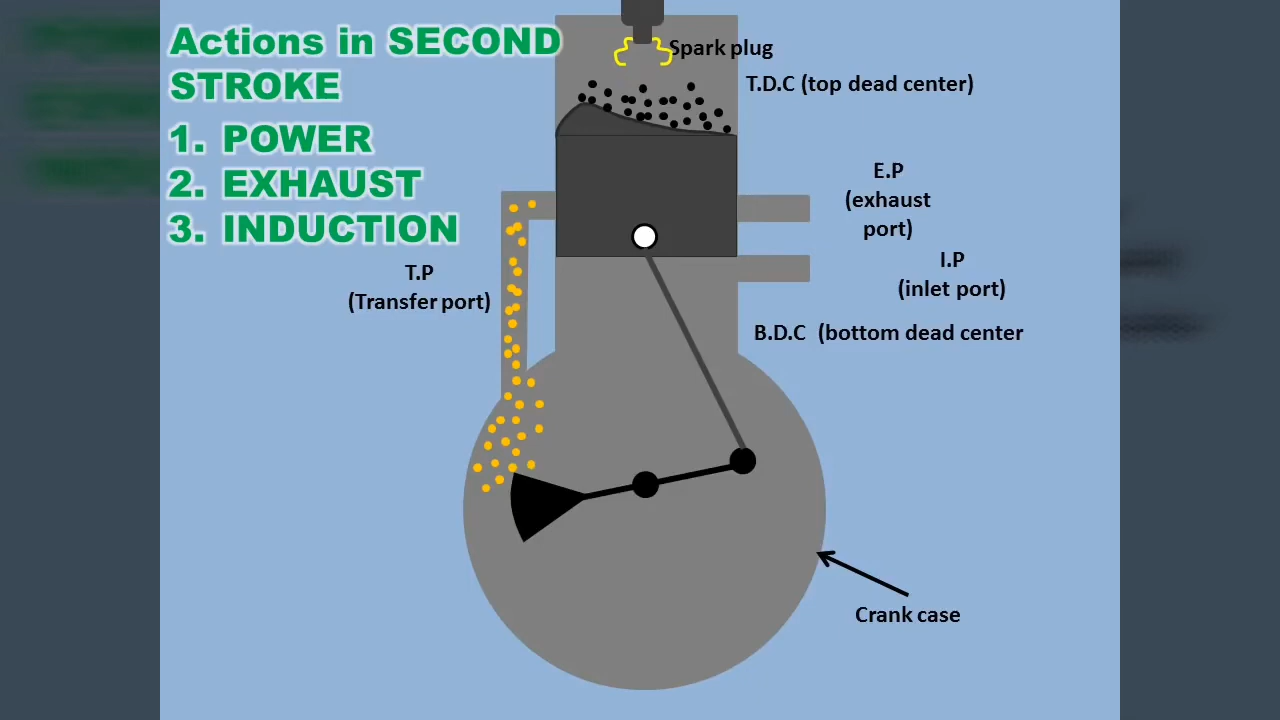 Actions in SECOND
STROKE
1. POWER
2. EXHAUST
3. INDUCTION
Spark plug
T.D.C (top dead center)
E.P
(exhaust
port)
I.P
(inlet port)
T.P
(Transfer port)
B.D.C (bottom dead center
Crank case